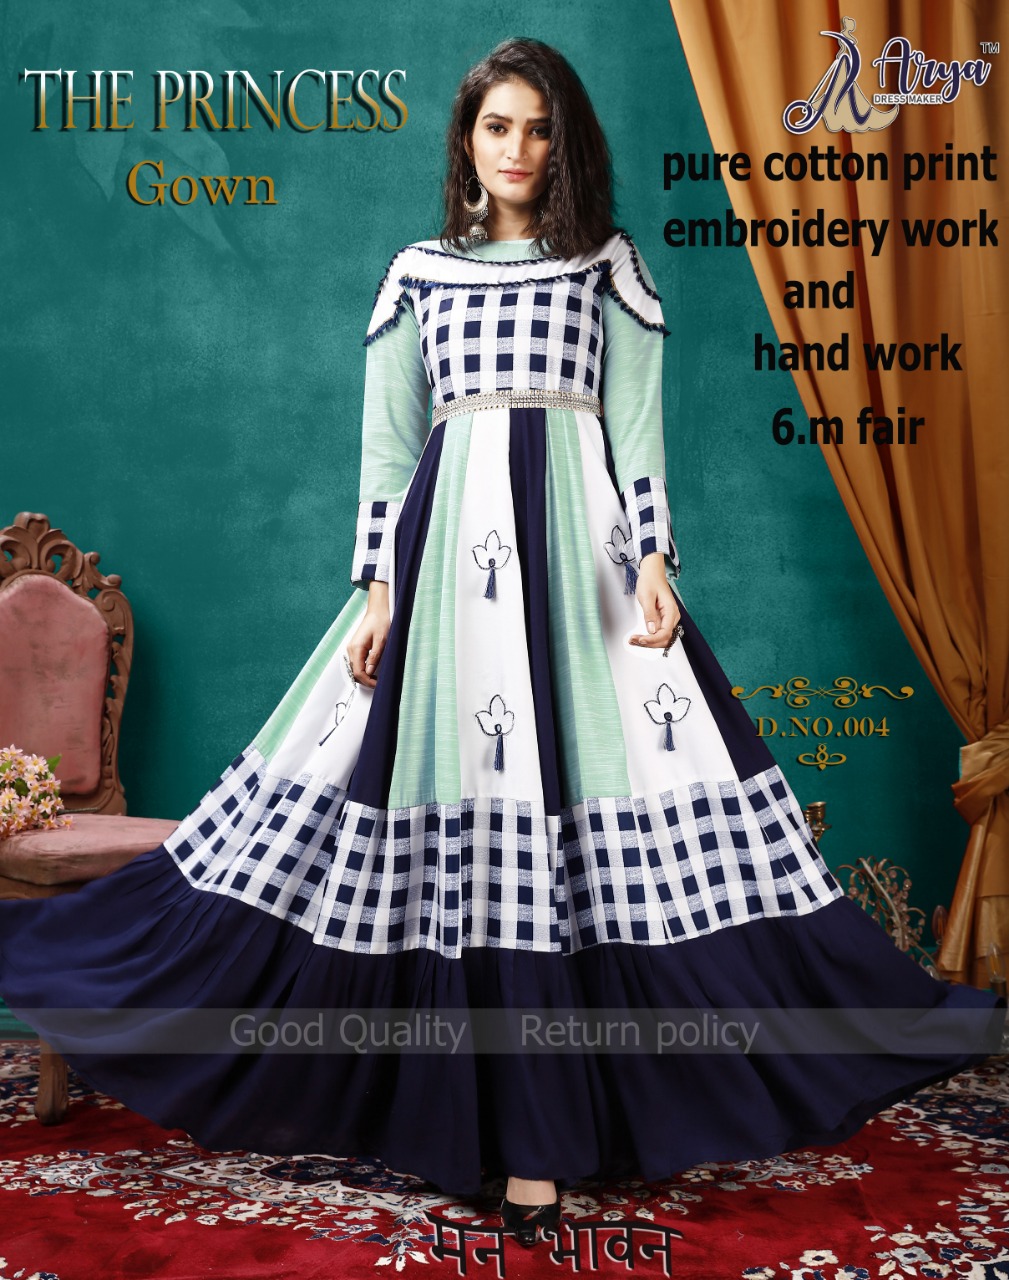 THE PRINCESS
Gown
Arya TM
DRESS MAKER
pure cotton print
embroidery work
and
hand work
6.m fair
D.NO.004
Good Quality Return policy
मन भावन